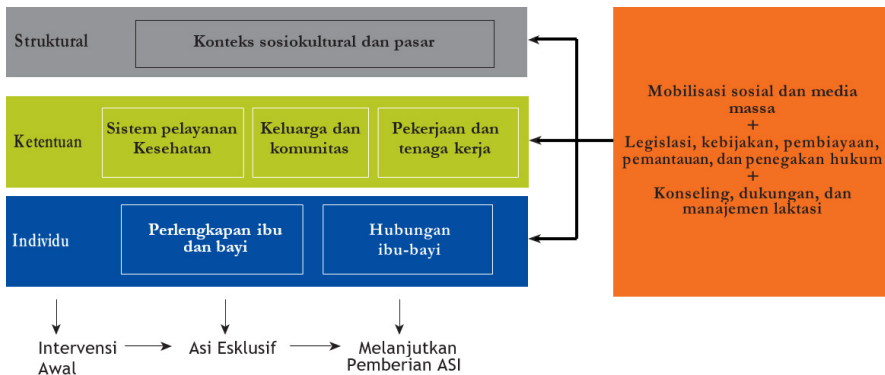 Struktural
Konteks sosiokultural dan pasar
Ketentuan
Sistem pelayanan
Kesehatan
Keluarga dan
komunitas
Pekerjaan dan
tenaga kerja
Individu
Perlengkapan ibu
dan bayi
Hubungan
ibu-bayi
Mobilisasi sosial dan media
massa
+
Legislasi, kebijakan, pembiayaan,
pemantauan, dan penegakan hukum
+
Konseling, dukungan, dan
manajemen laktasi
Intervensi
Awal
Asi Esklusif
Melanjutkan
Pemberian ASI